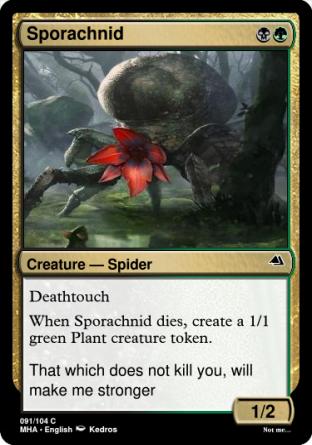 Sporachnid
Creature — Spider
Deathtouch
When Sporachnid dies, create a 1/1
green Plant creature token.
That which does not kill you, will
make me stronger
1/2
091/104 C
MHA • English Kedros
Not me...